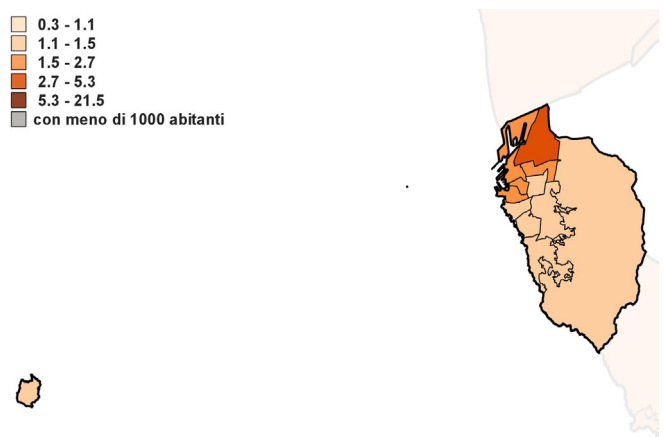 0.3 - 1.1
1.1 - 1.5
1.5 - 2.7
2.7 - 5.3
5.3 - 21.5
con meno di 1000 abitanti